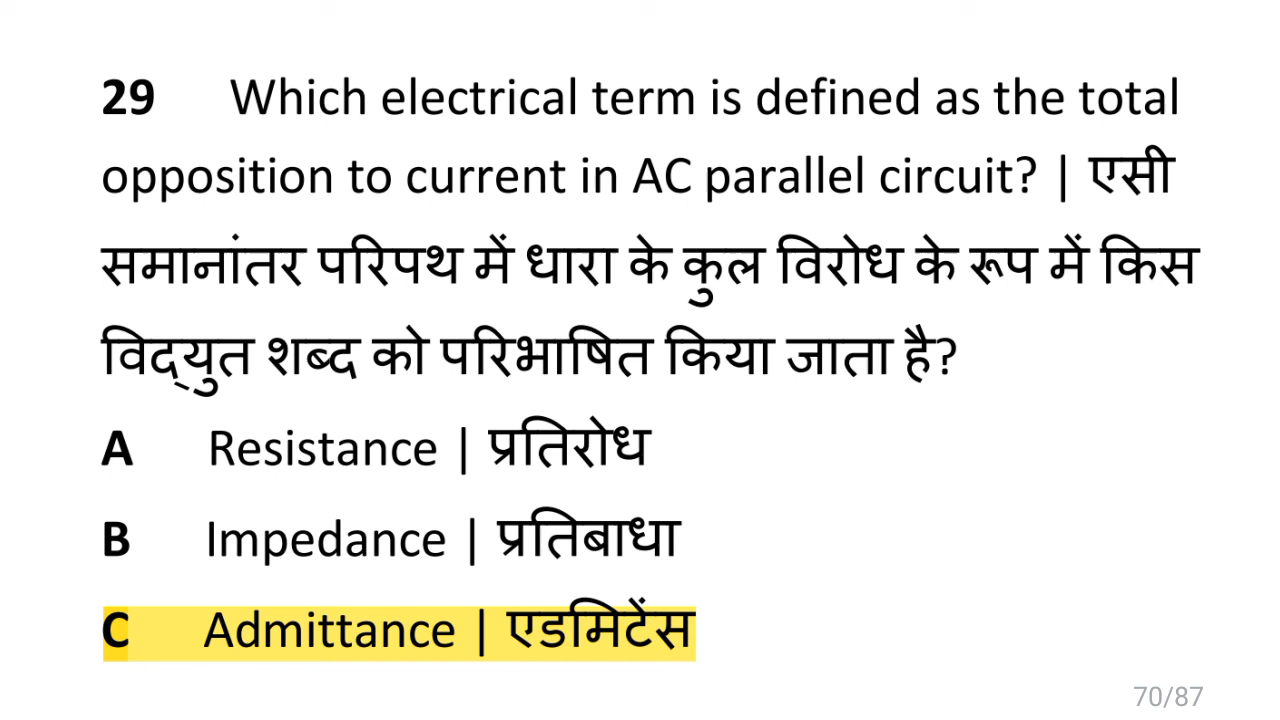 29 Which electrical term is defined as the total
opposition to current in AC parallel circuit? | एसी
समानांतर परिपथ में धारा के कुल विरोध के रूप में किस
विद्युत शब्द को परिभाषित किया जाता है?
A Resistance | प्रतिरोध
B Impedance | प्रतिबाधा
C Admittance | एडमिटेंस
70/87